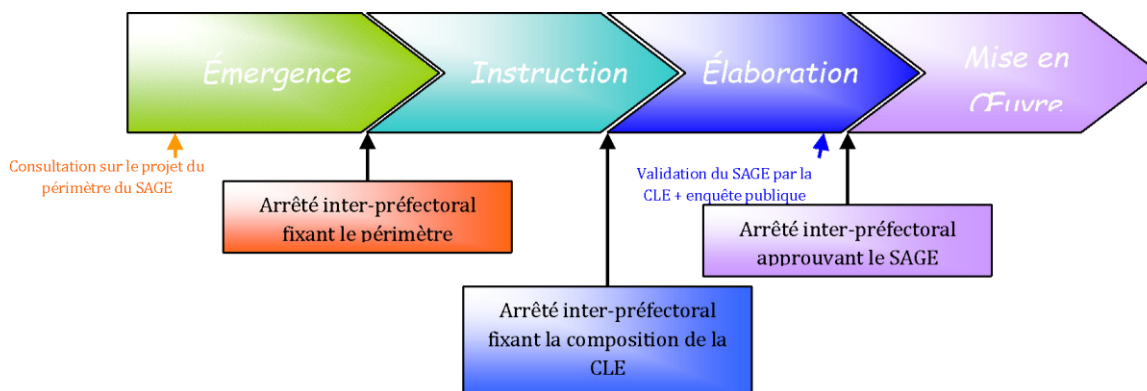 Émergence
Instruction
Élaboration
Mise en
Œuvre
Consultation sur le projet du
périmètre du SAGE
Arrêté inter-préfectoral
fixant le périmètre
Validation du SAGE par la
CLE + enquête publique
Arrêté inter-préfectoral
approuvant le SAGE
Arrêté inter-préfectoral
fixant la composition de la
CLE